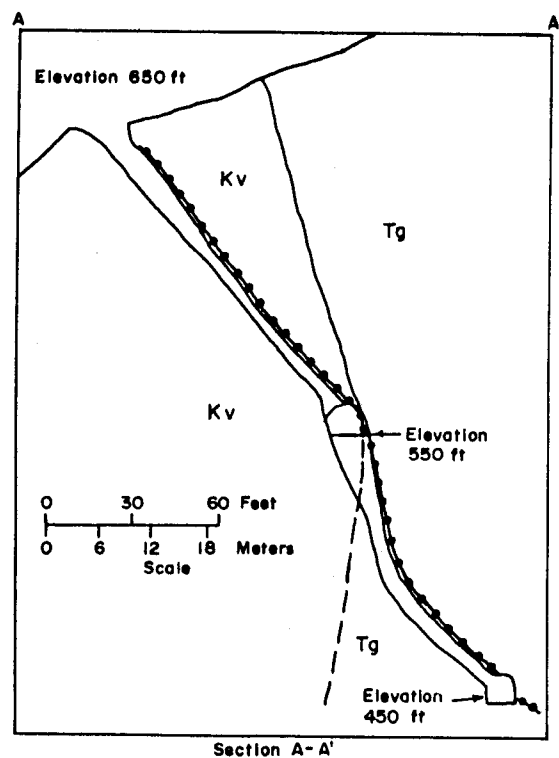 A
A
Elevation 650 ft
Kv
Tg
Kv
Elevation
550 ft
0 30 60 Feet
0 6 12 18 Meters
Scale
Tg
Elevation
450 ft
Section A-A'